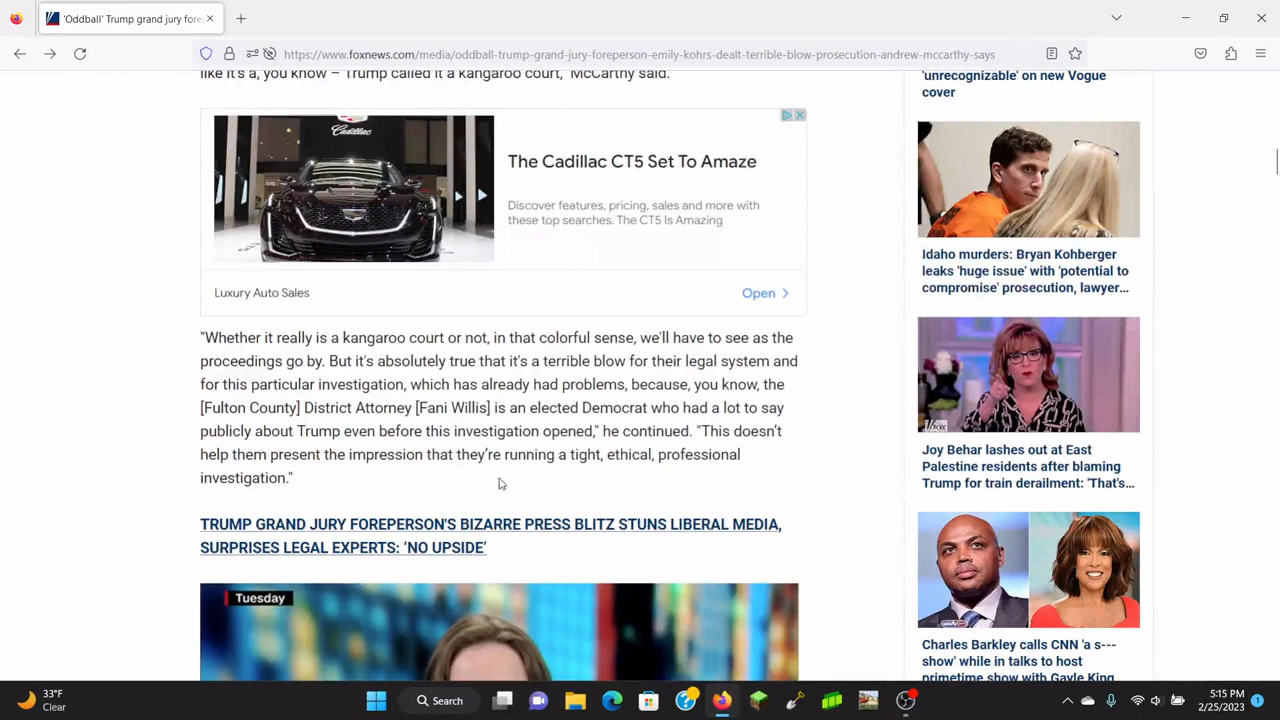 'Oddball' Trump grand jury fore
https://www.foxnews.com/media/oddball-trump-grand-jury-foreperson-emily-kohrs-dealt-terrible-blow-prosecution-andrew-mccarthy-says
like it's a, you know – Trump called it a kangaroo court," McCarthy said.
Cadillac
The Cadillac CT5 Set To Amaze
Discover features, pricing, sales and more with
these top searches. The CT5 Is Amazing
Luxury Auto Sales
Open
"Whether it really is a kangaroo court or not, in that colorful sense, we'll have to see as the
proceedings go by. But it's absolutely true that it's a terrible blow for their legal system and
for this particular investigation, which has already had problems, because, you know, the
[Fulton County] District Attorney [Fani Willis] is an elected Democrat who had a lot to say
publicly about Trump even before this investigation opened," he continued. "This doesn’t
help them present the impression that they’re running a tight, ethical, professional
investigation."
TRUMP GRAND JURY FOREPERSON'S BIZARRE PRESS BLITZ STUNS LIBERAL MEDIA,
SURPRISES LEGAL EXPERTS: ‘NO UPSIDE’
Tuesday
'unrecognizable' on new Vogue
cover
Idaho murders: Bryan Kohberger
leaks 'huge issue' with 'potential to
compromise' prosecution, lawyer…
Joy Behar lashes out at East
Palestine residents after blaming
Trump for train derailment: 'That's…
Charles Barkley calls CNN 'a s---
show' while in talks to host
primetime show with Gayle King
33°F
Clear
Search
5:15 PM
2/25/2023